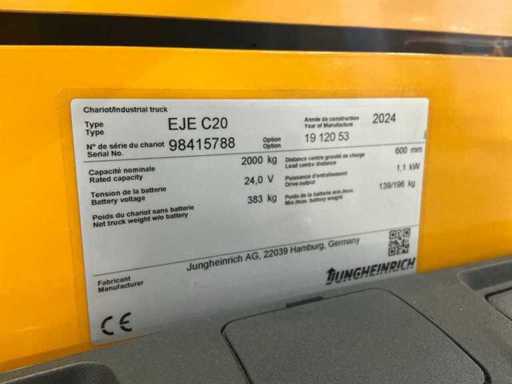 Chariot/Industrial truck
Type EJE C20 Année de construction 2024
Type Year of Manufacture
N° de série du chariot 98415788 Option 19 120 53
Serial No. Option
Capacité nominale 2000 kg Distance centre gravité de charge 600 mm
Rated capacity Load centre distance
Tension de la batterie 24,0 V Puissance d'entraînement 1,1 kW
Battery voltage Drive output
Poids du chariot sans batterie 383 kg Poids de la batterie min./max. 139/196 kg
Net truck weight w/o battery Min./max. battery weight
Fabricant Jungheinrich AG, 22039 Hamburg, Germany
Manufacturer
JUNGHEINRICH
CE